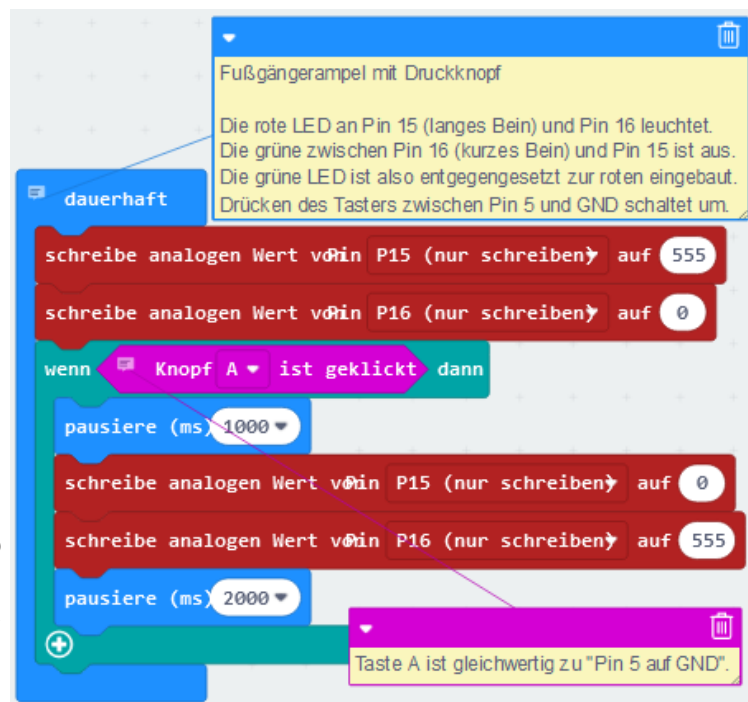 Fußgängerampel mit Druckknopf
Die rote LED an Pin 15 (langes Bein) und Pin 16 leuchtet.
Die grüne zwischen Pin 16 (kurzes Bein) und Pin 15 ist aus.
Die grüne LED ist also entgegengesetzt zur roten eingebaut.
Drücken des Tasters zwischen Pin 5 und GND schaltet um.
dauerhaft
schreibe analogen Wert von Pin P15 (nur schreiben) auf 555
schreibe analogen Wert von Pin P16 (nur schreiben) auf 0
wenn Knopf A ist geklickt dann
pausiere (ms) 1000
schreibe analogen Wert von Pin P15 (nur schreiben) auf 0
schreibe analogen Wert von Pin P16 (nur schreiben) auf 555
pausiere (ms) 2000
Taste A ist gleichwertig zu "Pin 5 auf GND".